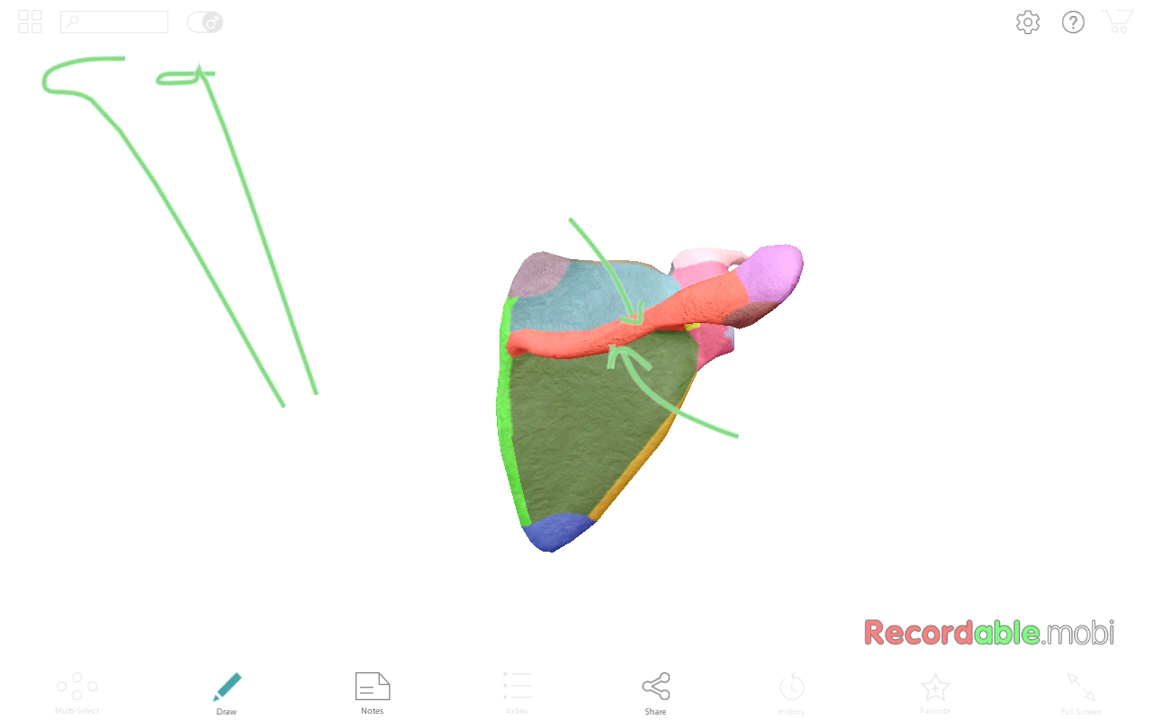 Recordable.mobi
Multi-Select
Draw
Notes
Index
Share
History
Favorite
Full Screen